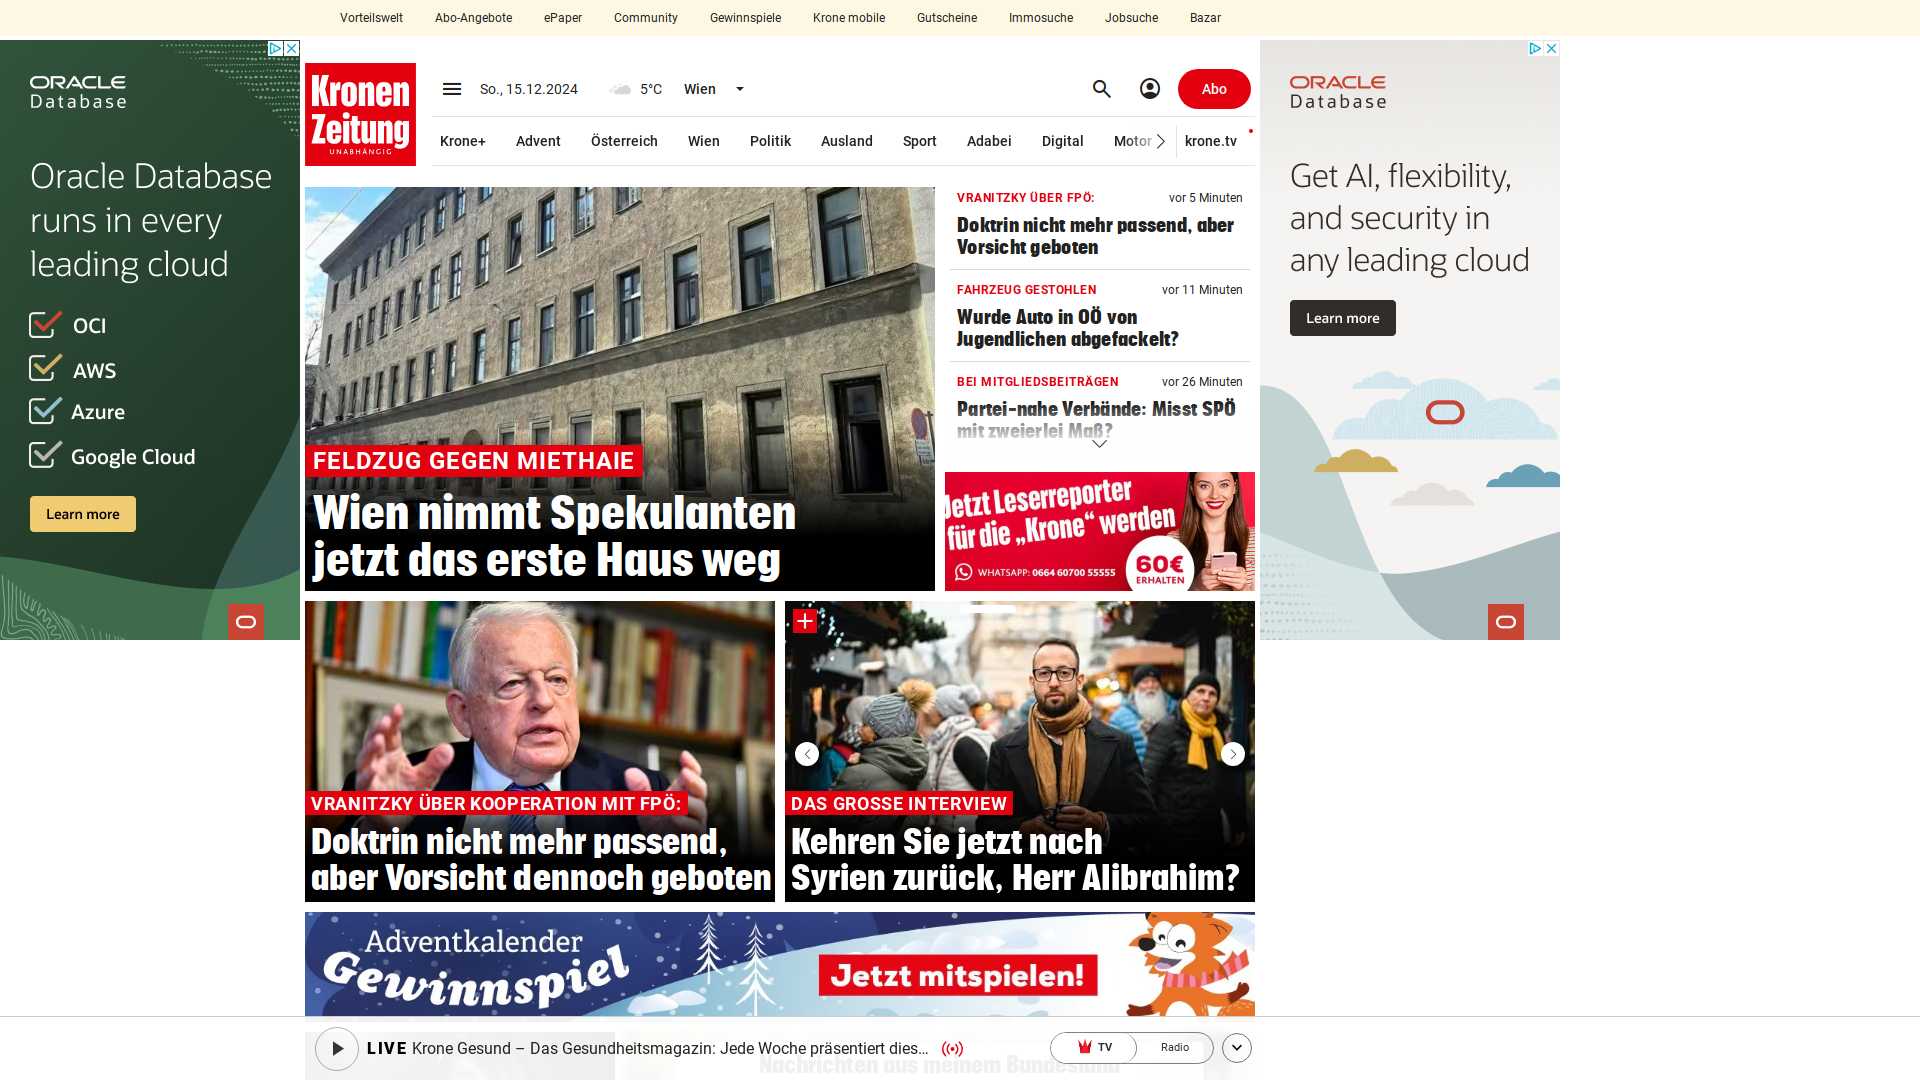 Vorteilswelt Abo-Angebote ePaper Community Gewinnspiele Krone mobile Gutscheine Immosuche Jobsuche Bazar
ORACLE
Database
Oracle Database
runs in every
leading cloud
OCI
AWS
Azure
Google Cloud
Learn more
Kronen
Zeitung
UNABHÄNGIG
So., 15.12.2024 5°C Wien
Abo
Krone+ Advent Österreich Wien Politik Ausland Sport Adabei Digital Motor krone.tv
FELDZUG GEGEN MIETHAIE
Wien nimmt Spekulanten
jetzt das erste Haus weg
VRANITZKY ÜBER FPÖ: vor 5 Minuten
Doktrin nicht mehr passend, aber
Vorsicht geboten
FAHRZEUG GESTOHLEN vor 11 Minuten
Wurde Auto in OÖ von
Jugendlichen abgefackelt?
BEI MITGLIEDSBEITRÄGEN vor 26 Minuten
Partei-nahe Verbände: Misst SPÖ
mit zweierlei Maß?
Jetzt Leserreporter
für die „Krone“ werden
WHATSAPP: 0664 60700 55555
60€
ERHALTEN
VRANITZKY ÜBER KOOPERATION MIT FPÖ:
Doktrin nicht mehr passend,
aber Vorsicht dennoch geboten
DAS GROSSE INTERVIEW
Kehren Sie jetzt nach
Syrien zurück, Herr Alibrahim?
Adventkalender
Gewinnspiel
Jetzt mitspielen!
LIVE Krone Gesund – Das Gesundheitsmagazin: Jede Woche präsentiert dies...
TV Radio
Nachrichten aus meinem Bundesland
ORACLE
Database
Get AI, flexibility,
and security in
any leading cloud
Learn more